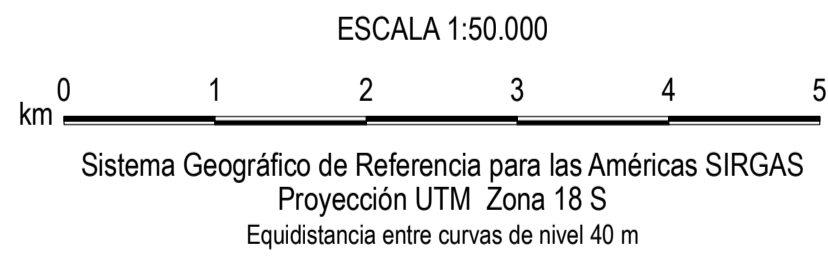 ESCALA 1:50.000
0 1 2 3 4 5
km
Sistema Geográfico de Referencia para las Américas SIRGAS
Proyección UTM Zona 18 S
Equidistancia entre curvas de nivel 40 m